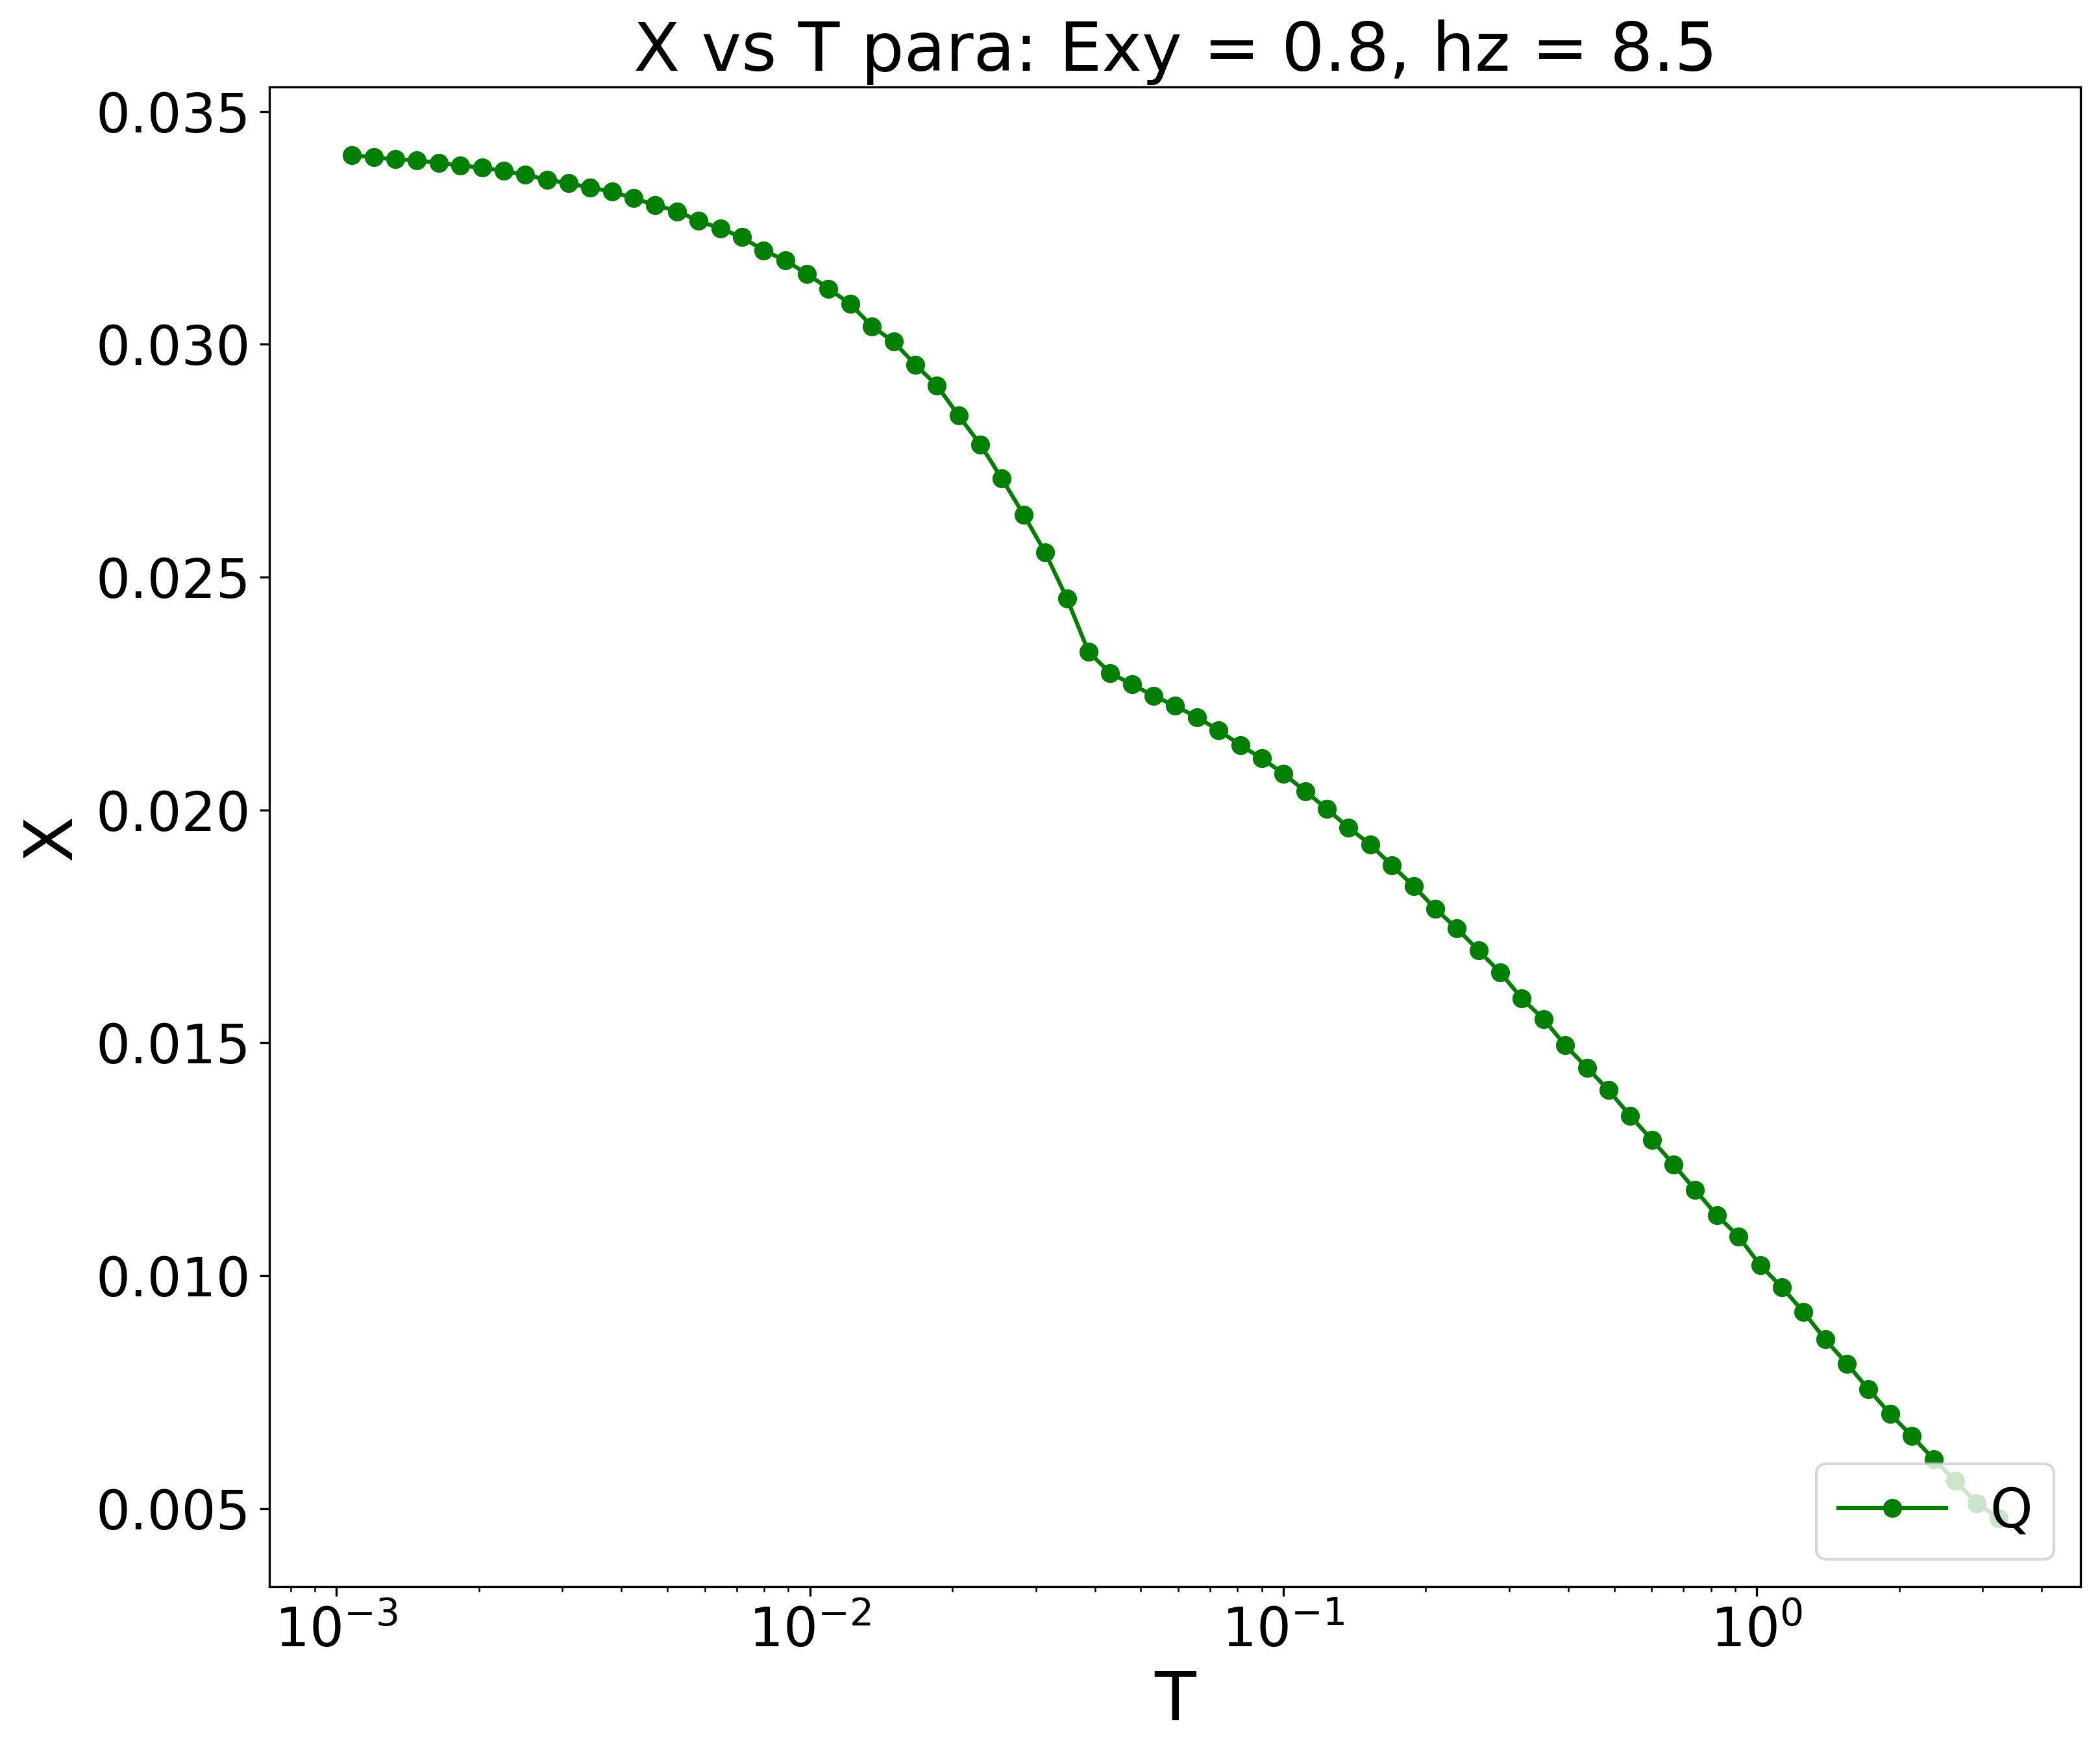 X vs T para: Exy = 0.8, hz = 8.5
0.035
0.030
0.025
0.020
0.015
0.010
0.005
X
Q
10⁻³ 10⁻² 10⁻¹ 10⁰
T